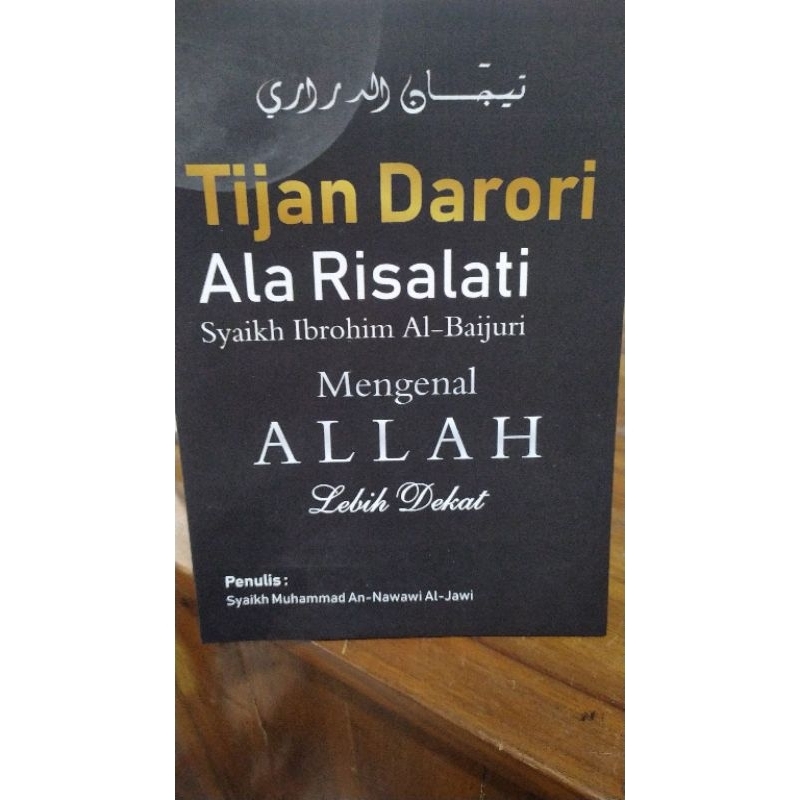 تيجان الدراري
Tijan Darori
Ala Risalati
Syaikh Ibrohim Al-Baijuri
Mengenal
ALLAH
Lebih Dekat
Penulis :
Syaikh Muhammad An-Nawawi Al-Jawi